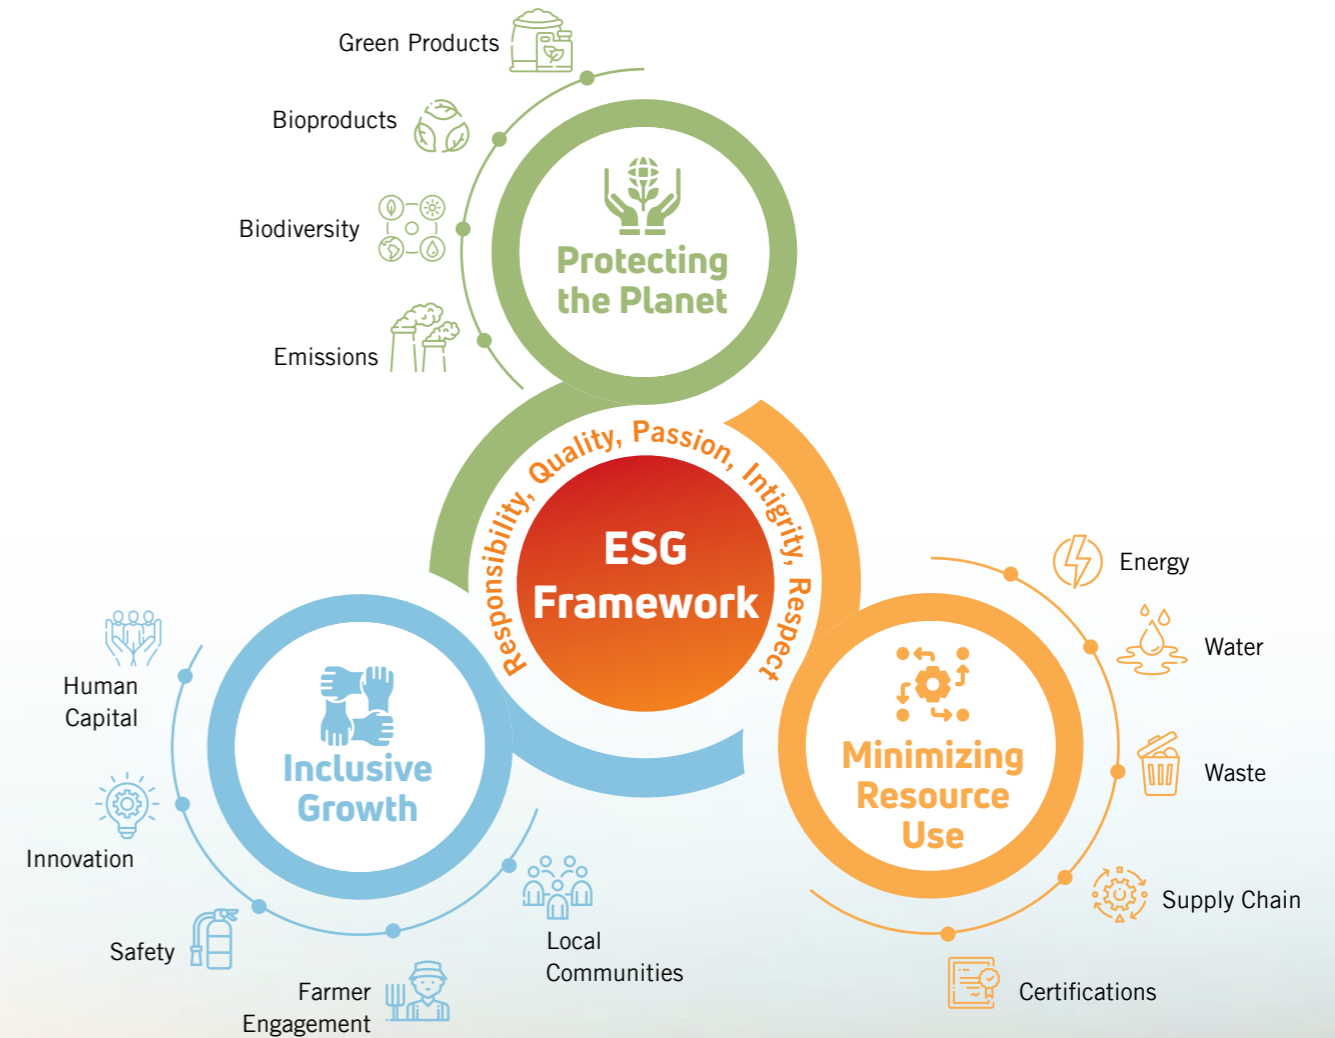 Green Products
Bioproducts
Biodiversity
Emissions
Protecting
the Planet
Responsibility, Quality, Passion, Intigrity, Respect
ESG
Framework
Energy
Water
Waste
Supply Chain
Certifications
Minimizing
Resource
Use
Human
Capital
Innovation
Safety
Farmer
Engagement
Local
Communities
Inclusive
Growth